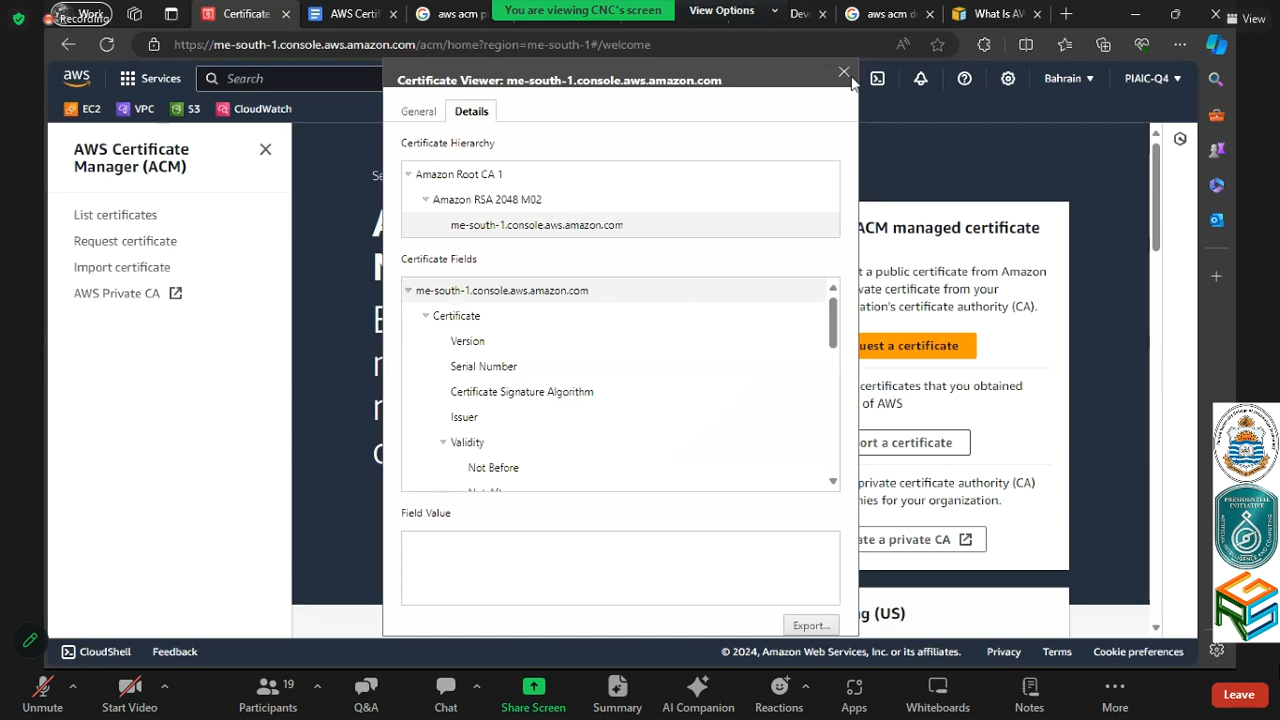 Work
Recording
Certificate
AWS Certifi
aws acm p
You are viewing CNC's screen
View Options
Deve
aws acm d
What Is AW
View
https://me-south-1.console.aws.amazon.com/acm/home?region=me-south-1#/welcome
aws
Services
Search
Bahrain
PIAIC-Q4
EC2
VPC
S3
CloudWatch
Certificate Viewer: me-south-1.console.aws.amazon.com
General
Details
Certificate Hierarchy
Amazon Root CA 1
Amazon RSA 2048 M02
me-south-1.console.aws.amazon.com
Certificate Fields
me-south-1.console.aws.amazon.com
Certificate
Version
Serial Number
Certificate Signature Algorithm
Issuer
Validity
Not Before
Field Value
Export...
AWS Certificate
Manager (ACM)
List certificates
Request certificate
Import certificate
AWS Private CA
Se
ACM managed certificate
t a public certificate from Amazon
vate certificate from your
ation's certificate authority (CA).
uest a certificate
certificates that you obtained
of AWS
ort a certificate
private certificate authority (CA)
nies for your organization.
ate a private CA
g (US)
PRESIDENTIAL
INITIATIVE
CloudShell
Feedback
© 2024, Amazon Web Services, Inc. or its affiliates.
Privacy
Terms
Cookie preferences
Unmute
Start Video
19
Participants
Q&A
Chat
Share Screen
Summary
AI Companion
Reactions
Apps
Whiteboards
Notes
More
Leave